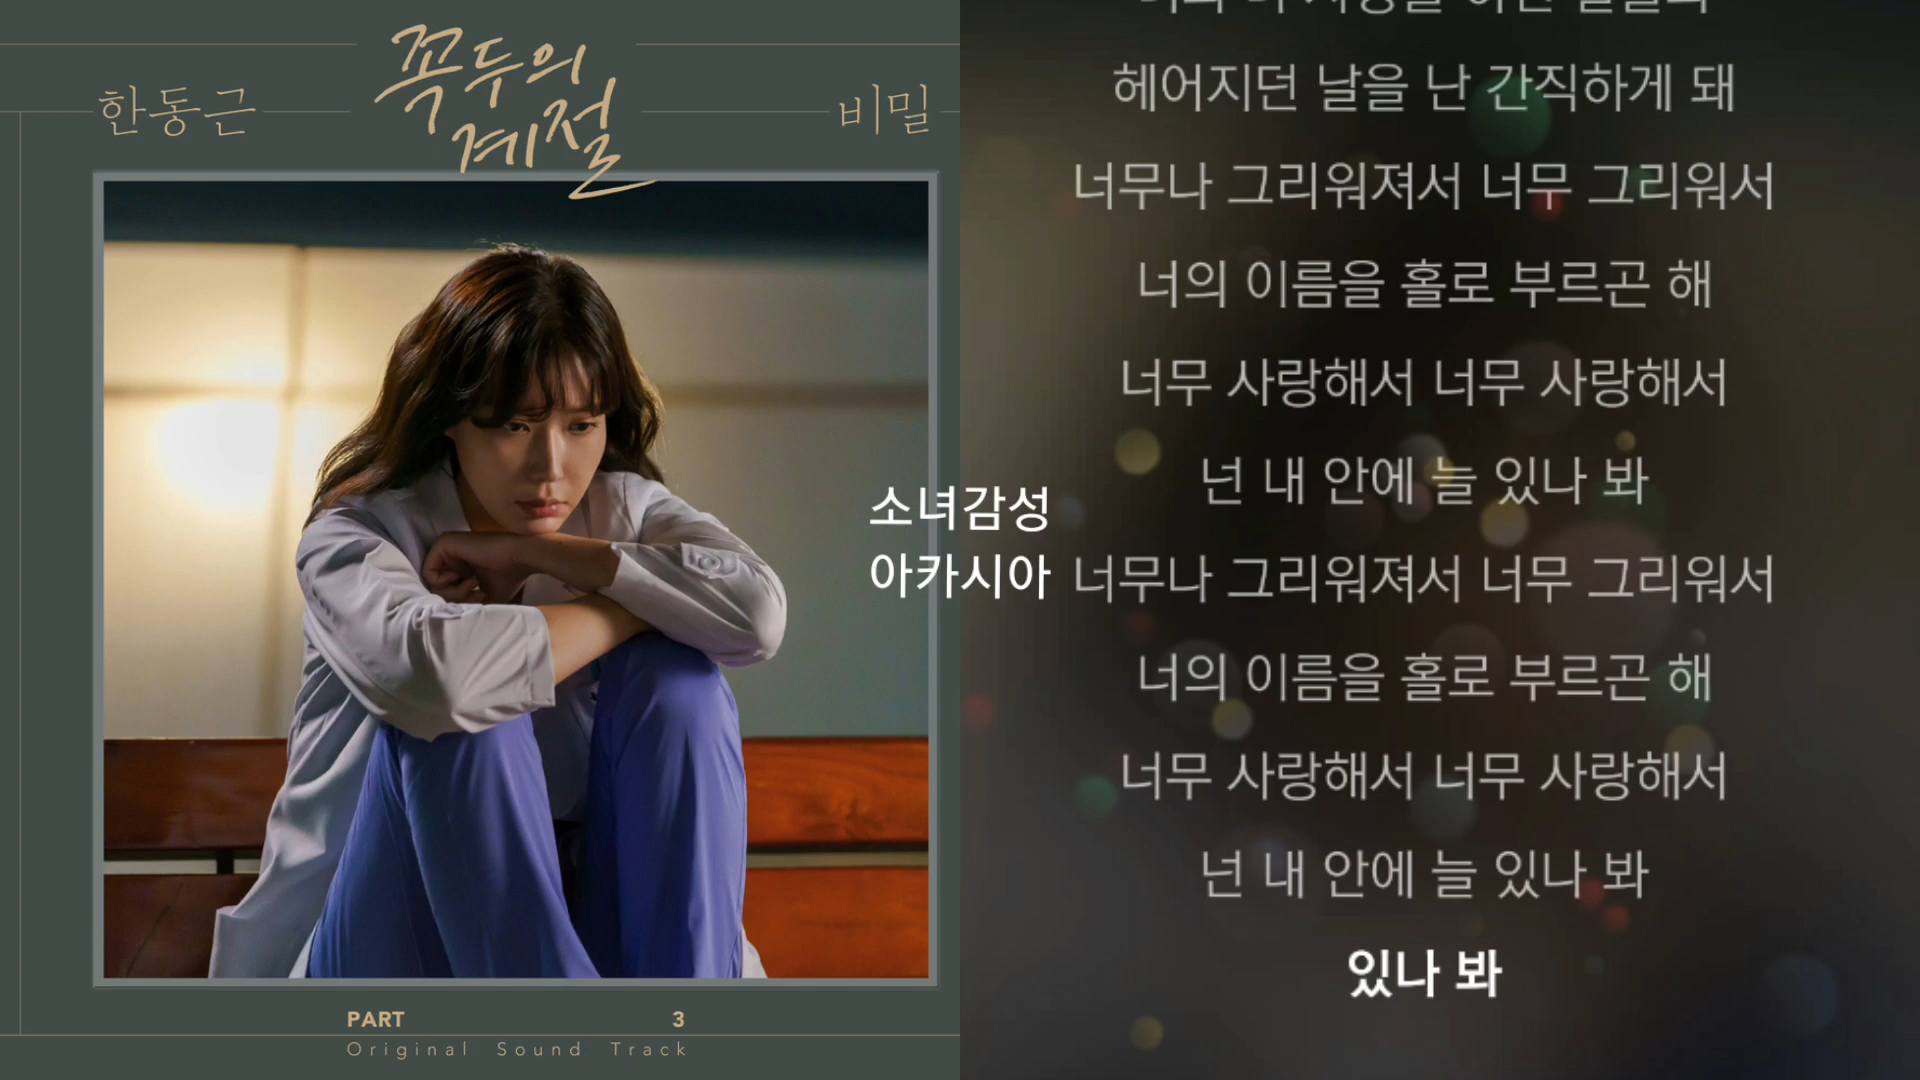 한동근
꼭두의
계절
비밀
소녀감성
아카시아
PART 3
Original Sound Track
헤어지던 날을 난 간직하게 돼
너무나 그리워져서 너무 그리워서
너의 이름을 홀로 부르곤 해
너무 사랑해서 너무 사랑해서
넌 내 안에 늘 있나 봐
너무나 그리워져서 너무 그리워서
너의 이름을 홀로 부르곤 해
너무 사랑해서 너무 사랑해서
넌 내 안에 늘 있나 봐
있나 봐